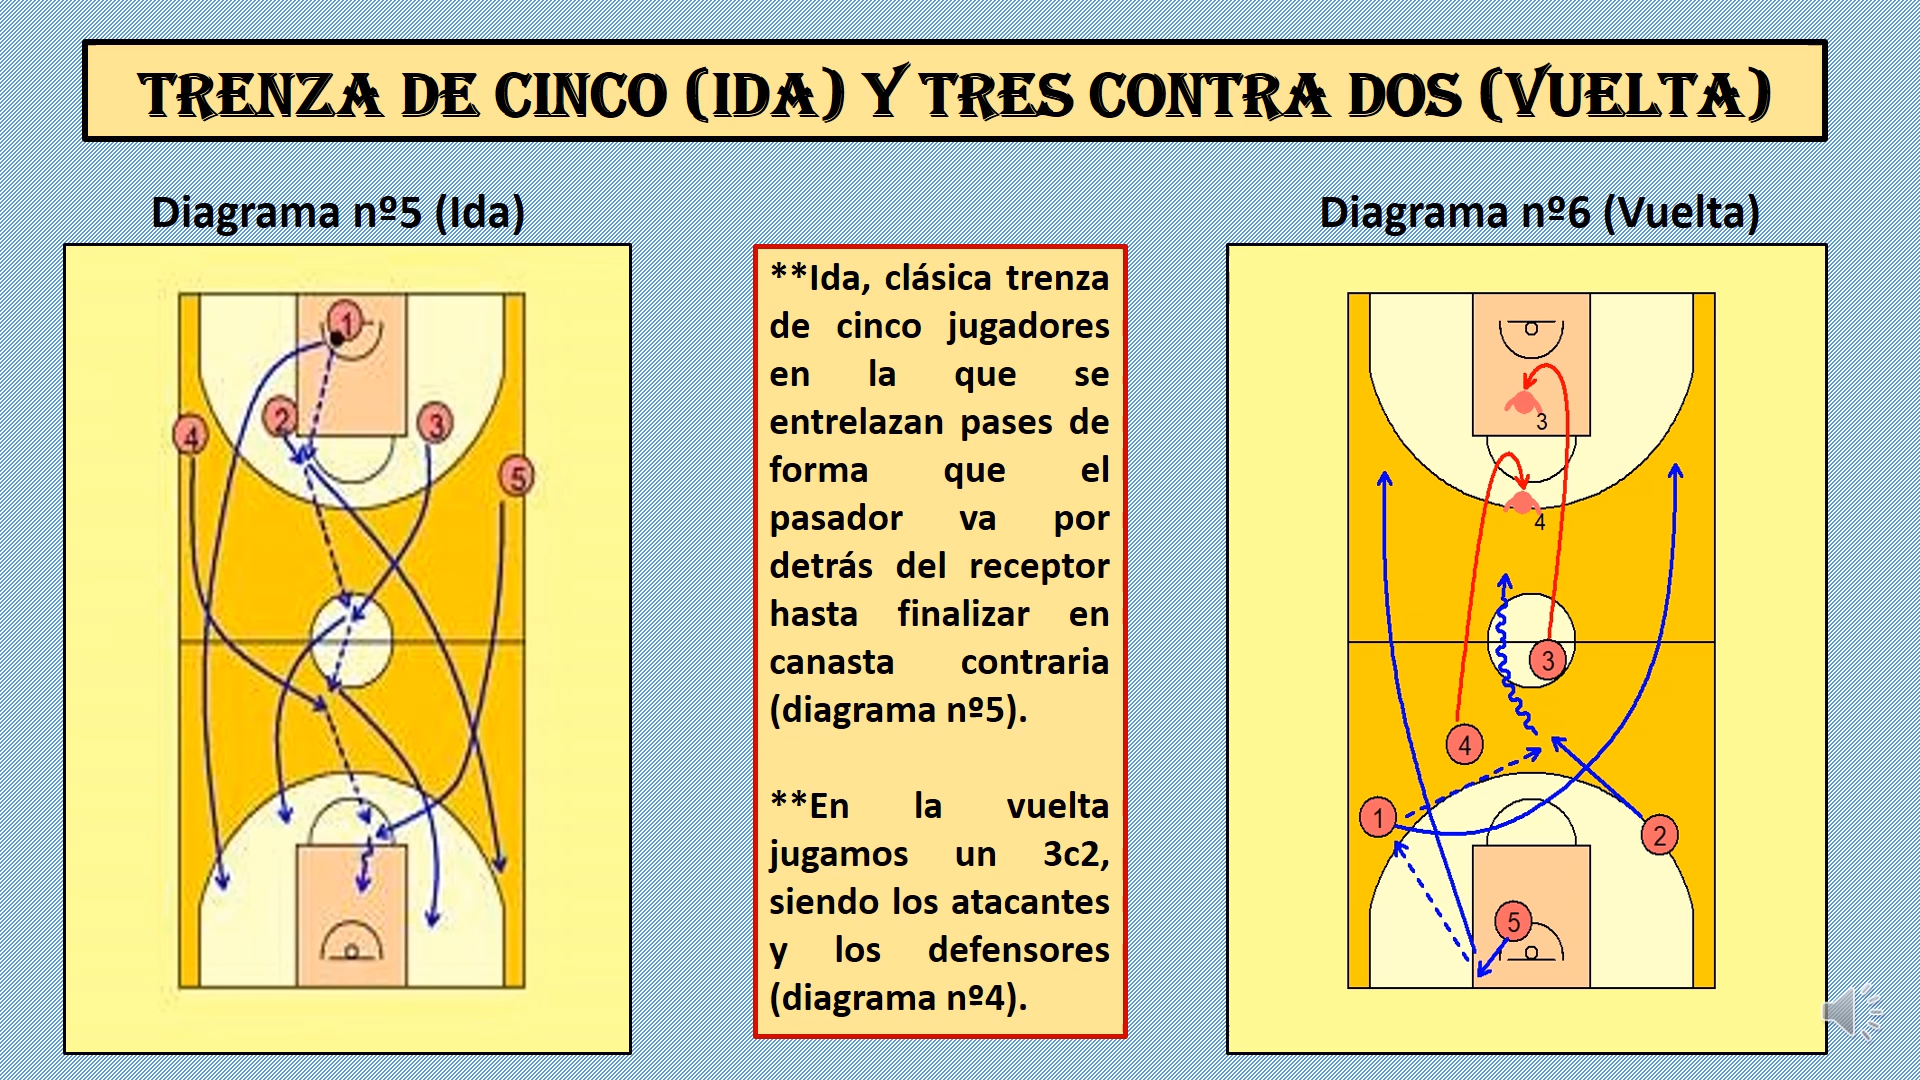 TRENZA DE CINCO (IDA) Y TRES CONTRA DOS (VUELTA)
Diagrama nº5 (Ida)
1
2
3
4
5
**Ida, clásica trenza
de cinco jugadores
en la que se
entrelazan pases de
forma que el
pasador va por
detrás del receptor
hasta finalizar en
canasta contraria
(diagrama nº5).
**En la vuelta
jugamos un 3c2,
siendo los atacantes
y los defensores
(diagrama nº4).
Diagrama nº6 (Vuelta)
3
4
3
4
1
2
5